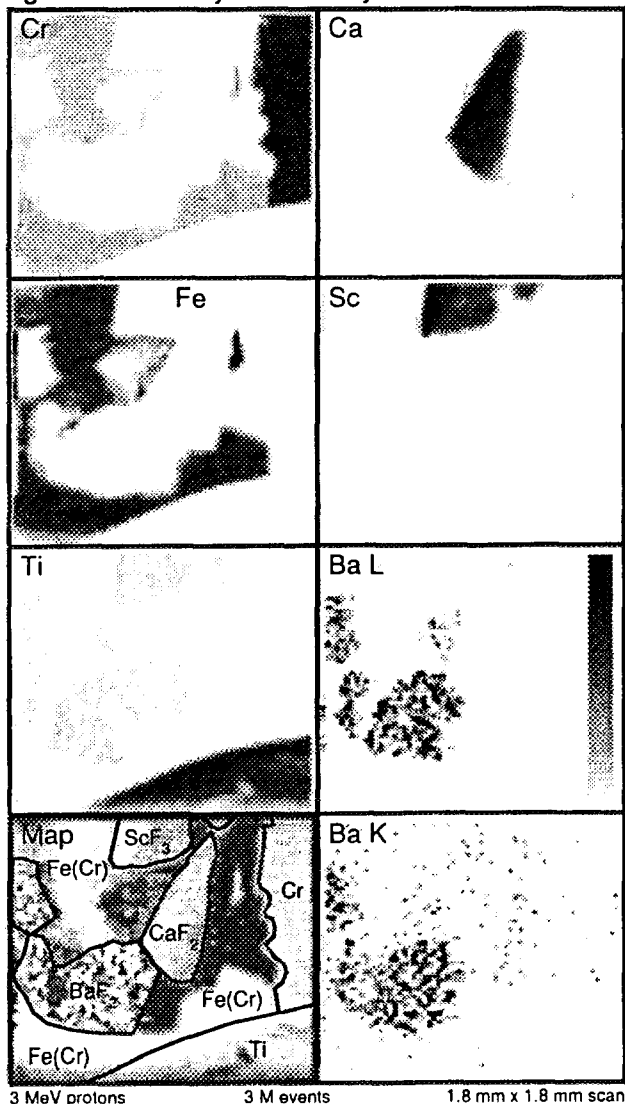 Cr
Ca
Fe
Sc
Ti
Ba L
Map
ScF3
Fe(Cr)
Cr
CaF2
BaF2
Fe(Cr)
Fe(Cr)
Ti
Ba K
3 MeV protons 3 M events 1.8 mm x 1.8 mm scan